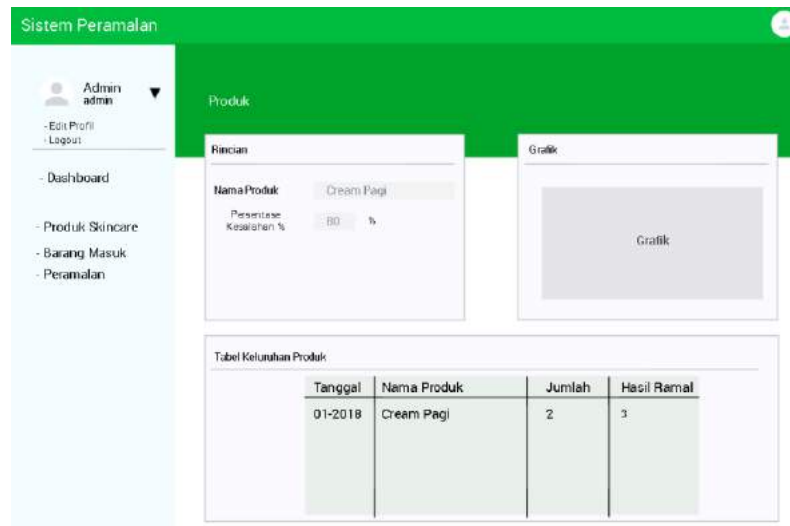 Sistem Peramalan
Admin
admin
- Edit Profil
- Logout
- Dashboard
- Produk Skincare
- Barang Masuk
- Peramalan
Produk
Rincian
Nama Produk Cream Pagi
Persentase
Kesalahan % 80 %
Grafik
Grafik
Tabel Keluruhan Produk
Tanggal Nama Produk Jumlah Hasil Ramal
01-2018 Cream Pagi 2 3